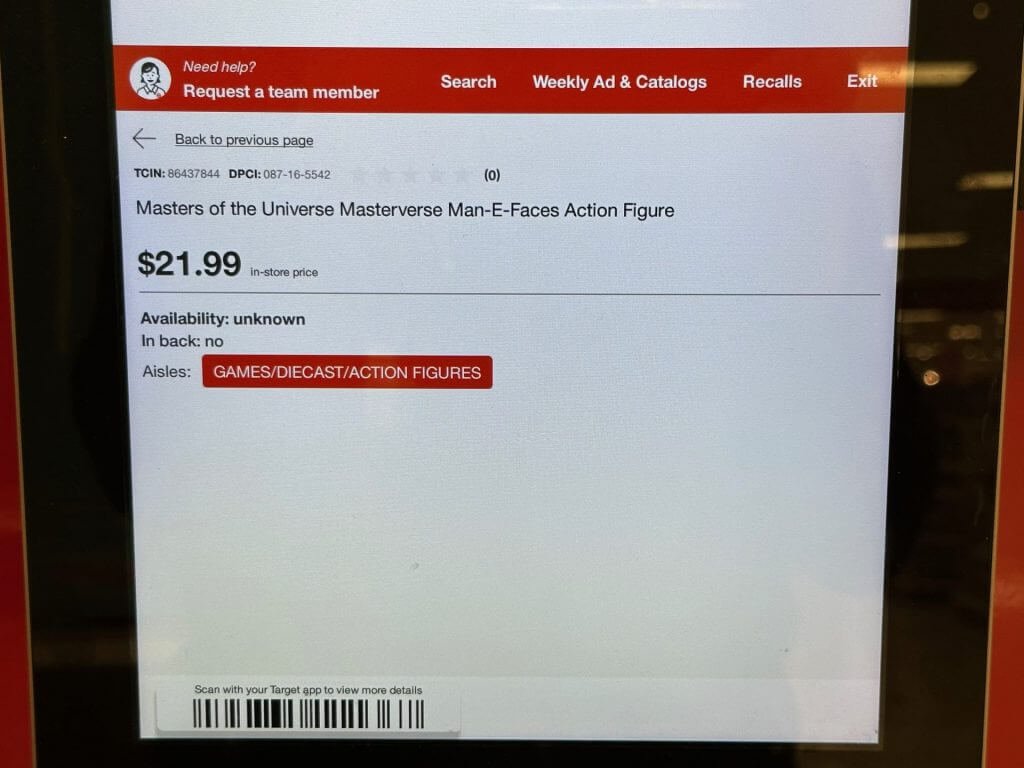 Need help?
Request a team member
Search Weekly Ad & Catalogs Recalls Exit
Back to previous page
TCIN: 86437844 DPCI: 087-16-5542 (0)
Masters of the Universe Masterverse Man-E-Faces Action Figure
$21.99 in-store price
Availability: unknown
In back: no
Aisles: GAMES/DIECAST/ACTION FIGURES
Scan with your Target app to view more details